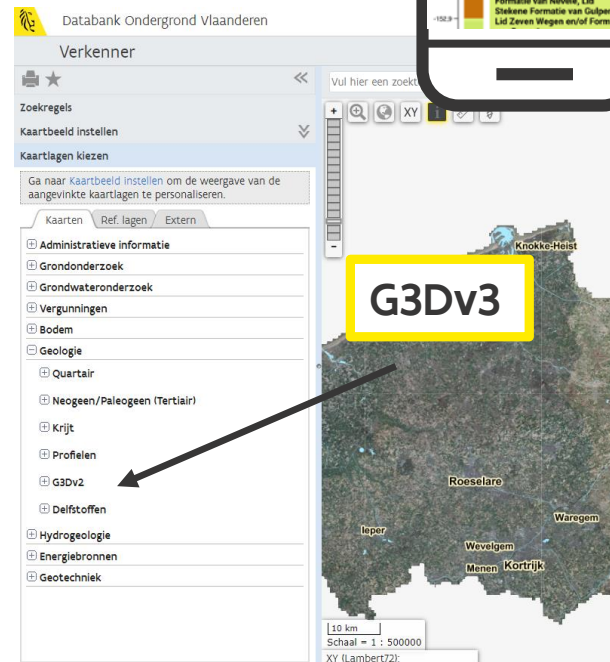 Formatie van Nevele, Lid
Stekene Formatie van Gulpen
-152.9
Lid Zeven Wegen en/of Form
Databank Ondergrond Vlaanderen
Verkenner
Vul hier een zoekt
Zoekregels
Kaartbeeld instellen
Kaartlagen kiezen
Ga naar Kaartbeeld instellen om de weergave van de
aangevinkte kaartlagen te personaliseren.
Kaarten Ref. lagen Extern
Administratieve informatie
Grondonderzoek
Grondwateronderzoek
Vergunningen
Bodem
Geologie
Quartair
Neogeen/Paleogeen (Tertiair)
Krijt
Profielen
G3Dv2
Delfstoffen
Hydrogeologie
Energiebronnen
Geotechniek
+ XY i
-
Knokke-Heist
G3Dv3
Roeselare
Waregem
Ieper
Wevelgem
Menen Kortrijk
10 km
Schaal = 1 : 500000
XY (Lambert72):